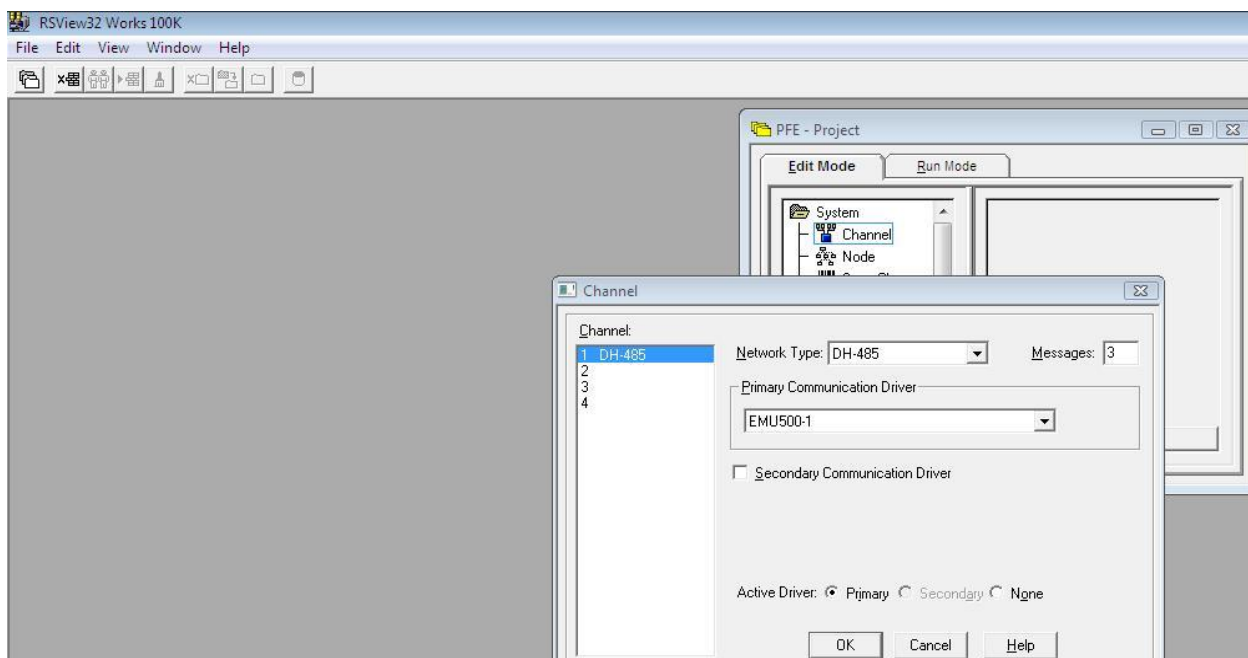 RSView32 Works 100K
File Edit View Window Help
PFE - Project
Edit Mode Run Mode
System
Channel
Node
Channel
Channel:
1 DH-485
2
3
4
Network Type: DH-485 Messages: 3
Primary Communication Driver
EMU500-1
Secondary Communication Driver
Active Driver: Primary Secondary None
OK Cancel Help